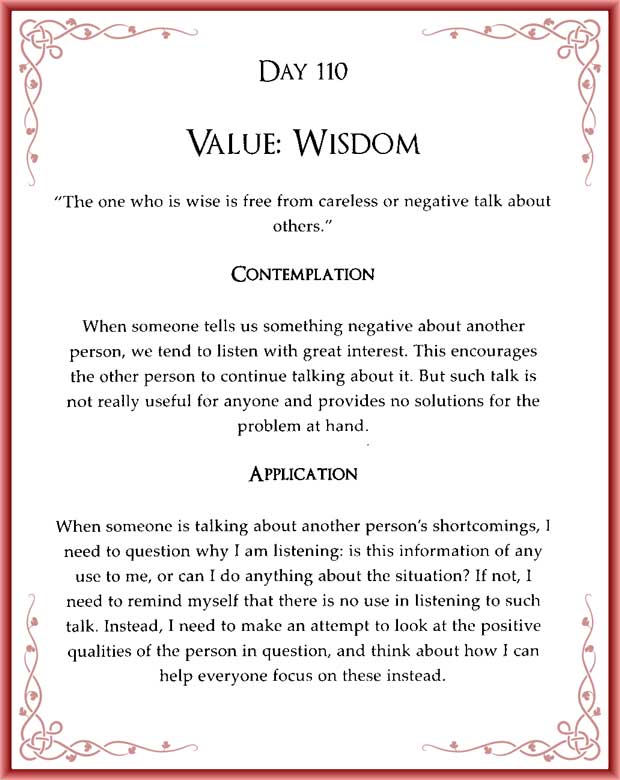 DAY 110
VALUE: WISDOM
"The one who is wise is free from careless or negative talk about
others."
CONTEMPLATION
When someone tells us something negative about another
person, we tend to listen with great interest. This encourages
the other person to continue talking about it. But such talk is
not really useful for anyone and provides no solutions for the
problem at hand.
APPLICATION
When someone is talking about another person's shortcomings, I
need to question why I am listening: is this information of any
use to me, or can I do anything about the situation? If not, I
need to remind myself that there is no use in listening to such
talk. Instead, I need to make an attempt to look at the positive
qualities of the person in question, and think about how I can
help everyone focus on these instead.